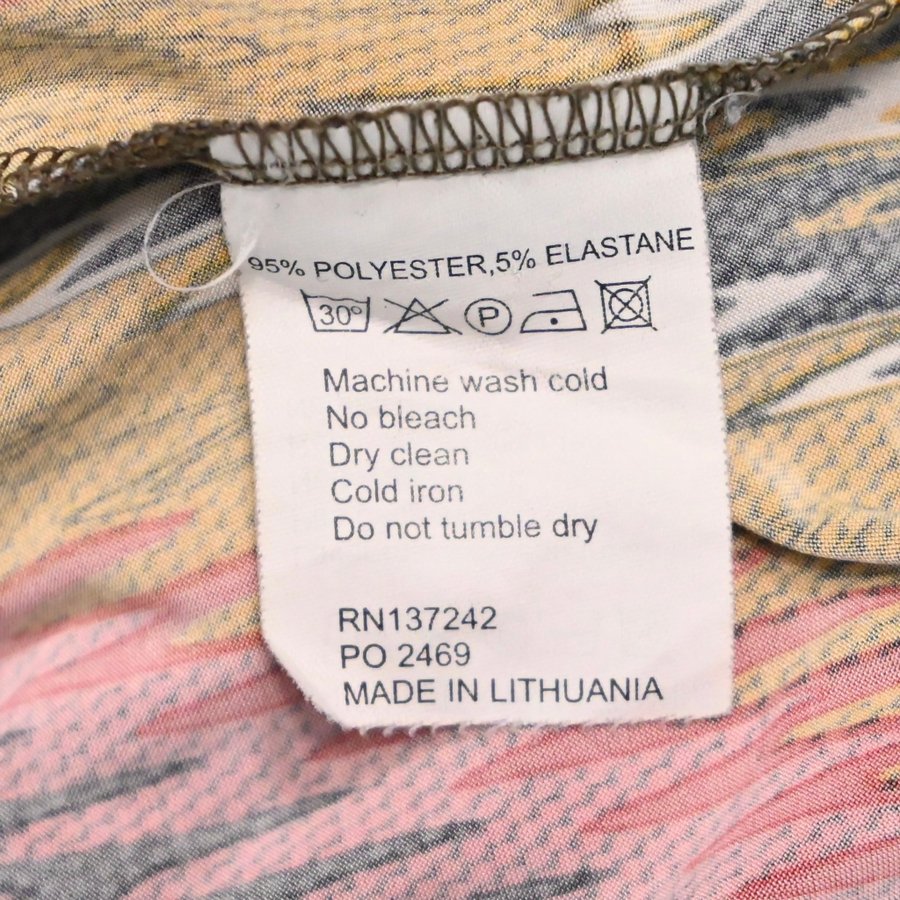 95% POLYESTER,5% ELASTANE
30° P
Machine wash cold
No bleach
Dry clean
Cold iron
Do not tumble dry
RN137242
PO 2469
MADE IN LITHUANIA